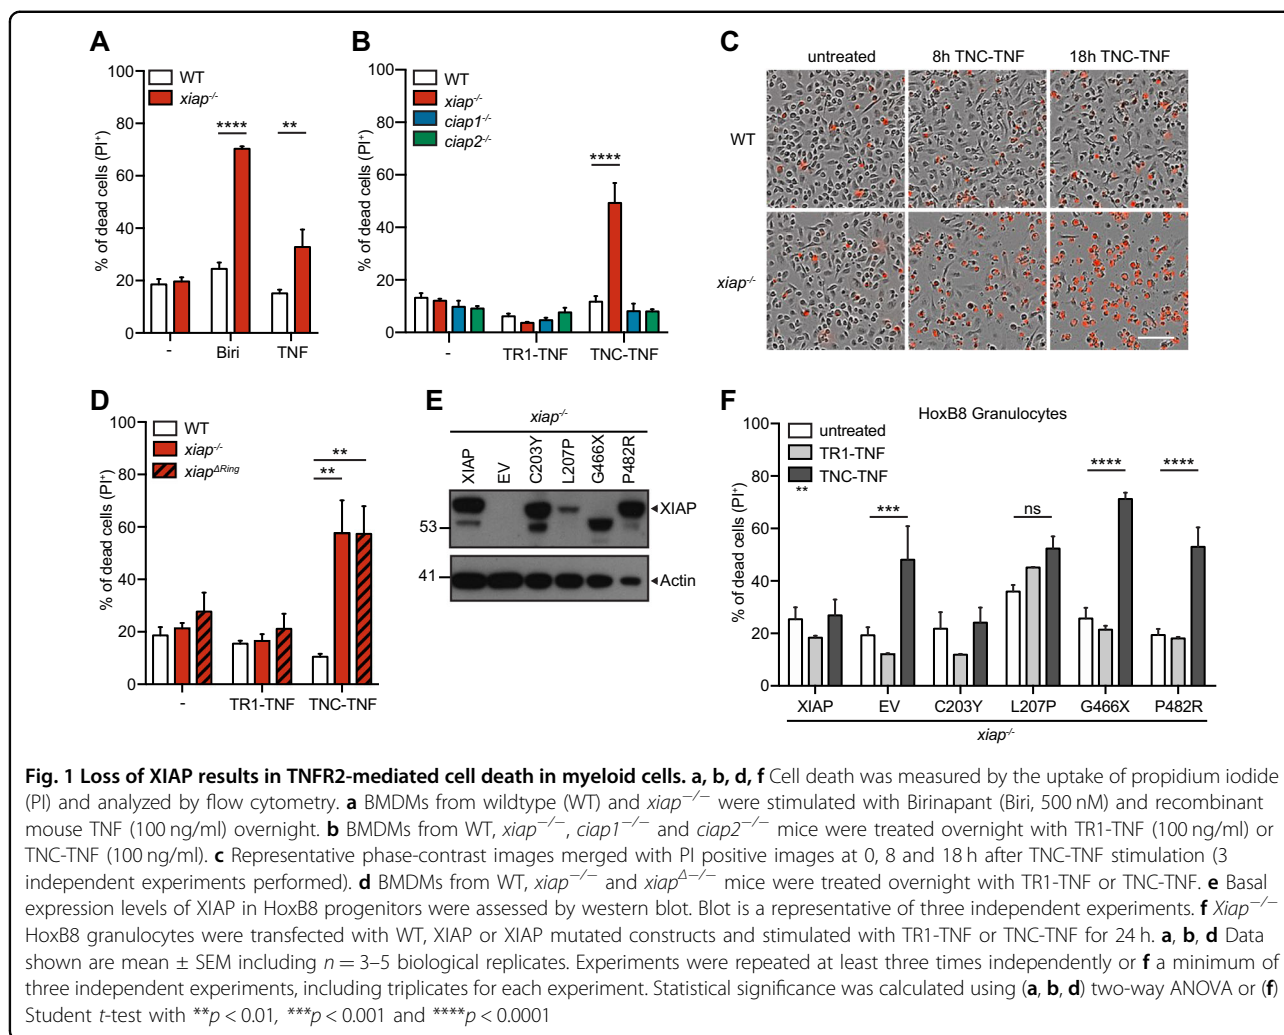 A
100
80
60
40
20
0
% of dead cells (PI⁺)
WT
xiap⁻/⁻
****
**
-
Biri
TNF
B
100
80
60
40
20
0
% of dead cells (PI⁺)
WT
xiap⁻/⁻
ciap1⁻/⁻
ciap2⁻/⁻
****
-
TR1-TNF
TNC-TNF
C
untreated
8h TNC-TNF
18h TNC-TNF
WT
xiap⁻/⁻
D
100
80
60
40
20
0
% of dead cells (PI⁺)
WT
xiap⁻/⁻
xiap^ΔRing
**
**
-
TR1-TNF
TNC-TNF
E
xiap⁻/⁻
XIAP
EV
C203Y
L207P
G466X
P482R
53
XIAP
41
Actin
F
HoxB8 Granulocytes
100
80
60
40
20
0
% of dead cells (PI⁺)
untreated
TR1-TNF
TNC-TNF
**
***
ns
****
****
XIAP
EV
C203Y
L207P
G466X
P482R
xiap⁻/⁻
Fig. 1 Loss of XIAP results in TNFR2-mediated cell death in myeloid cells. a, b, d, f Cell death was measured by the uptake of propidium iodide
(PI) and analyzed by flow cytometry. a BMDMs from wildtype (WT) and xiap⁻/⁻ were stimulated with Birinapant (Biri, 500 nM) and recombinant
mouse TNF (100 ng/ml) overnight. b BMDMs from WT, xiap⁻/⁻, ciap1⁻/⁻ and ciap2⁻/⁻ mice were treated overnight with TR1-TNF (100 ng/ml) or
TNC-TNF (100 ng/ml). c Representative phase-contrast images merged with PI positive images at 0, 8 and 18 h after TNC-TNF stimulation (3
independent experiments performed). d BMDMs from WT, xiap⁻/⁻ and xiap^Δ⁻/⁻ mice were treated overnight with TR1-TNF or TNC-TNF. e Basal
expression levels of XIAP in HoxB8 progenitors were assessed by western blot. Blot is a representative of three independent experiments. f Xiap⁻/⁻
HoxB8 granulocytes were transfected with WT, XIAP or XIAP mutated constructs and stimulated with TR1-TNF or TNC-TNF for 24 h. a, b, d Data
shown are mean ± SEM including n = 3–5 biological replicates. Experiments were repeated at least three times independently or f a minimum of
three independent experiments, including triplicates for each experiment. Statistical significance was calculated using (a, b, d) two-way ANOVA or (f)
Student t-test with **p < 0.01, ***p < 0.001 and ****p < 0.0001